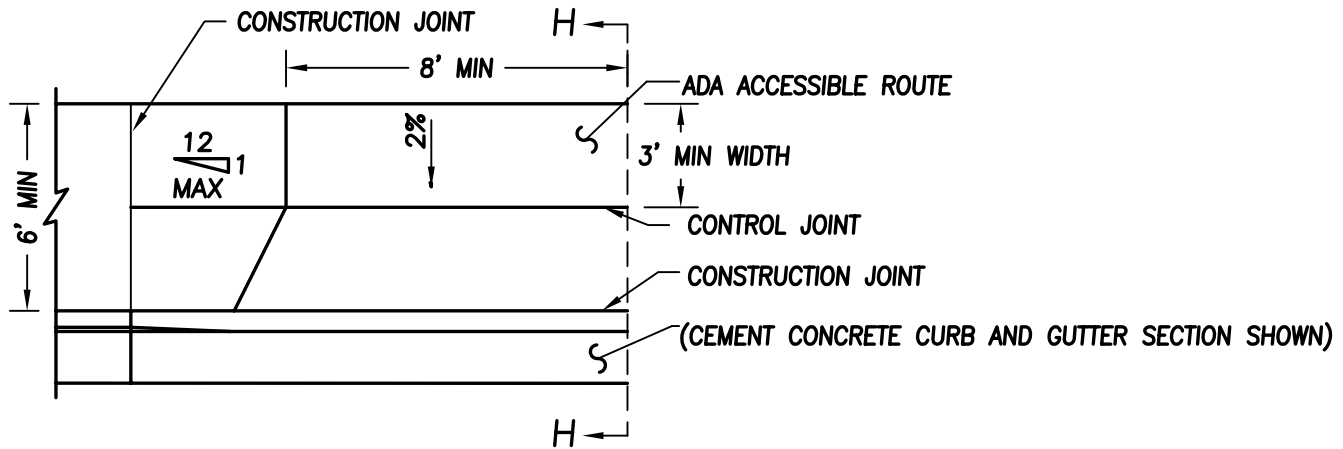 CONSTRUCTION JOINT
H
8' MIN
ADA ACCESSIBLE ROUTE
12
1
MAX
2%
3' MIN WIDTH
6' MIN
CONTROL JOINT
CONSTRUCTION JOINT
(CEMENT CONCRETE CURB AND GUTTER SECTION SHOWN)
H